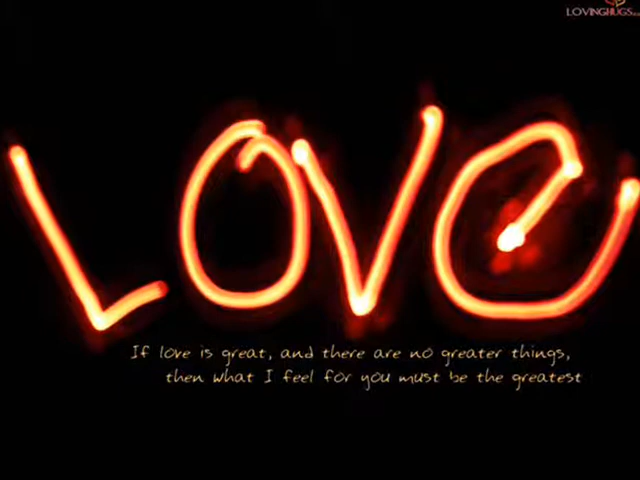 LOVINGHUGS
LOVe
If love is great, and there are no greater things,
then what I feel for you must be the greatest